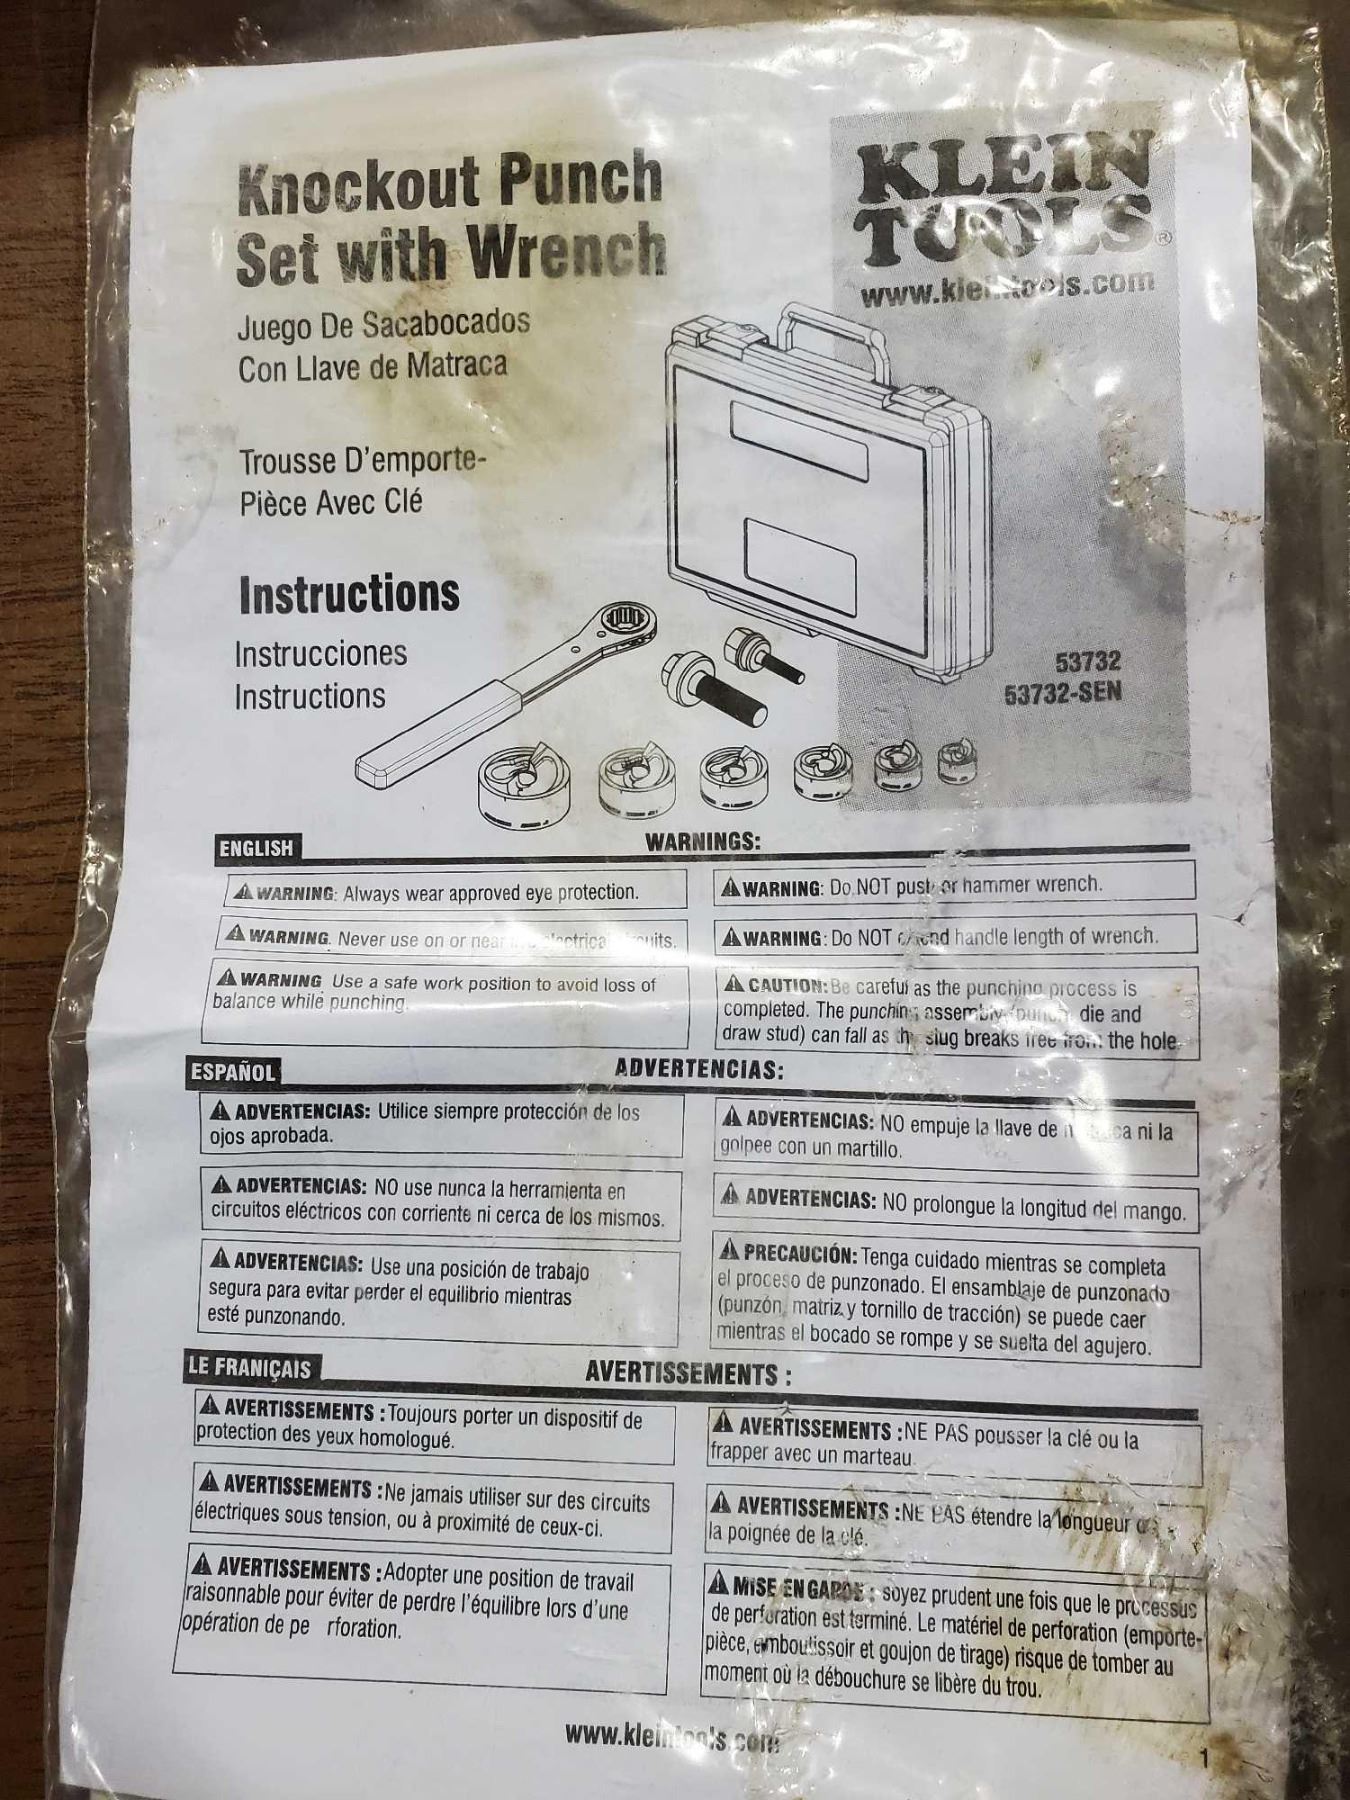 Knockout Punch
Set with Wrench
Juego De Sacabocados
Con Llave de Matraca
Trousse D'emporte-
Pièce Avec Clé
Instructions
Instrucciones
Instructions
KLEIN
TOOLS®
53732
53732-SEN
ENGLISH
WARNINGS:
WARNING: Always wear approved eye protection.
WARNING. Never use on or near
WARNING Use a safe work position to avoid loss of
balance while punching.
WARNING: Do NOT push or hammer wrench.
WARNING: Do NOT handle length of wrench.
CAUTION: Be careful as the punching process is
completed. The punching assembly (punch, die and
draw stud) can fall as the slug breaks free from the hole.
ESPAÑOL
ADVERTENCIAS:
ADVERTENCIAS: Utilice siempre protección de los
ojos aprobada.
ADVERTENCIAS: NO use nunca la herramienta en
circuitos eléctricos con corriente ni cerca de los mismos.
ADVERTENCIAS: Use una posición de trabajo
segura para evitar perder el equilibrio mientras
esté punzonando.
ADVERTENCIAS: NO empuje la llave de ni la
golpee con un martillo.
ADVERTENCIAS: NO prolongue la longitud del mango.
PRECAUCIÓN: Tenga cuidado mientras se completa
el proceso de punzonado. El ensamblaje de punzonado
(punzón, matriz y tornillo de tracción) se puede caer
mientras el bocado se rompe y se suelta del agujero.
LE FRANIÇAIS
AVERTISSEMENTS :
AVERTISSEMENTS :Toujours porter un dispositif de
protection des yeux homologué.
AVERTISSEMENTS :Ne jamais utiliser sur des circuits
électriques sous tension, ou à proximité de ceux-ci.
AVERTISSEMENTS :Adopter une position de travail
raisonnable pour éviter de perdre l'équilibre lors d'une
opération de pe rforation.
AVERTISSEMENTS :NE PAS pousser la clé ou la
frapper avec un marteau.
AVERTISSEMENTS :NE PAS étendre la longueur
la poignée de la clé.
MISE EN GARDE : soyez prudent une fois que le processus
de perforation est terminé. Le matériel de perforation (emporte-
pièce, emboutissoir et goujon de tirage) risque de tomber au
moment où la débouchure se libère du trou.
1